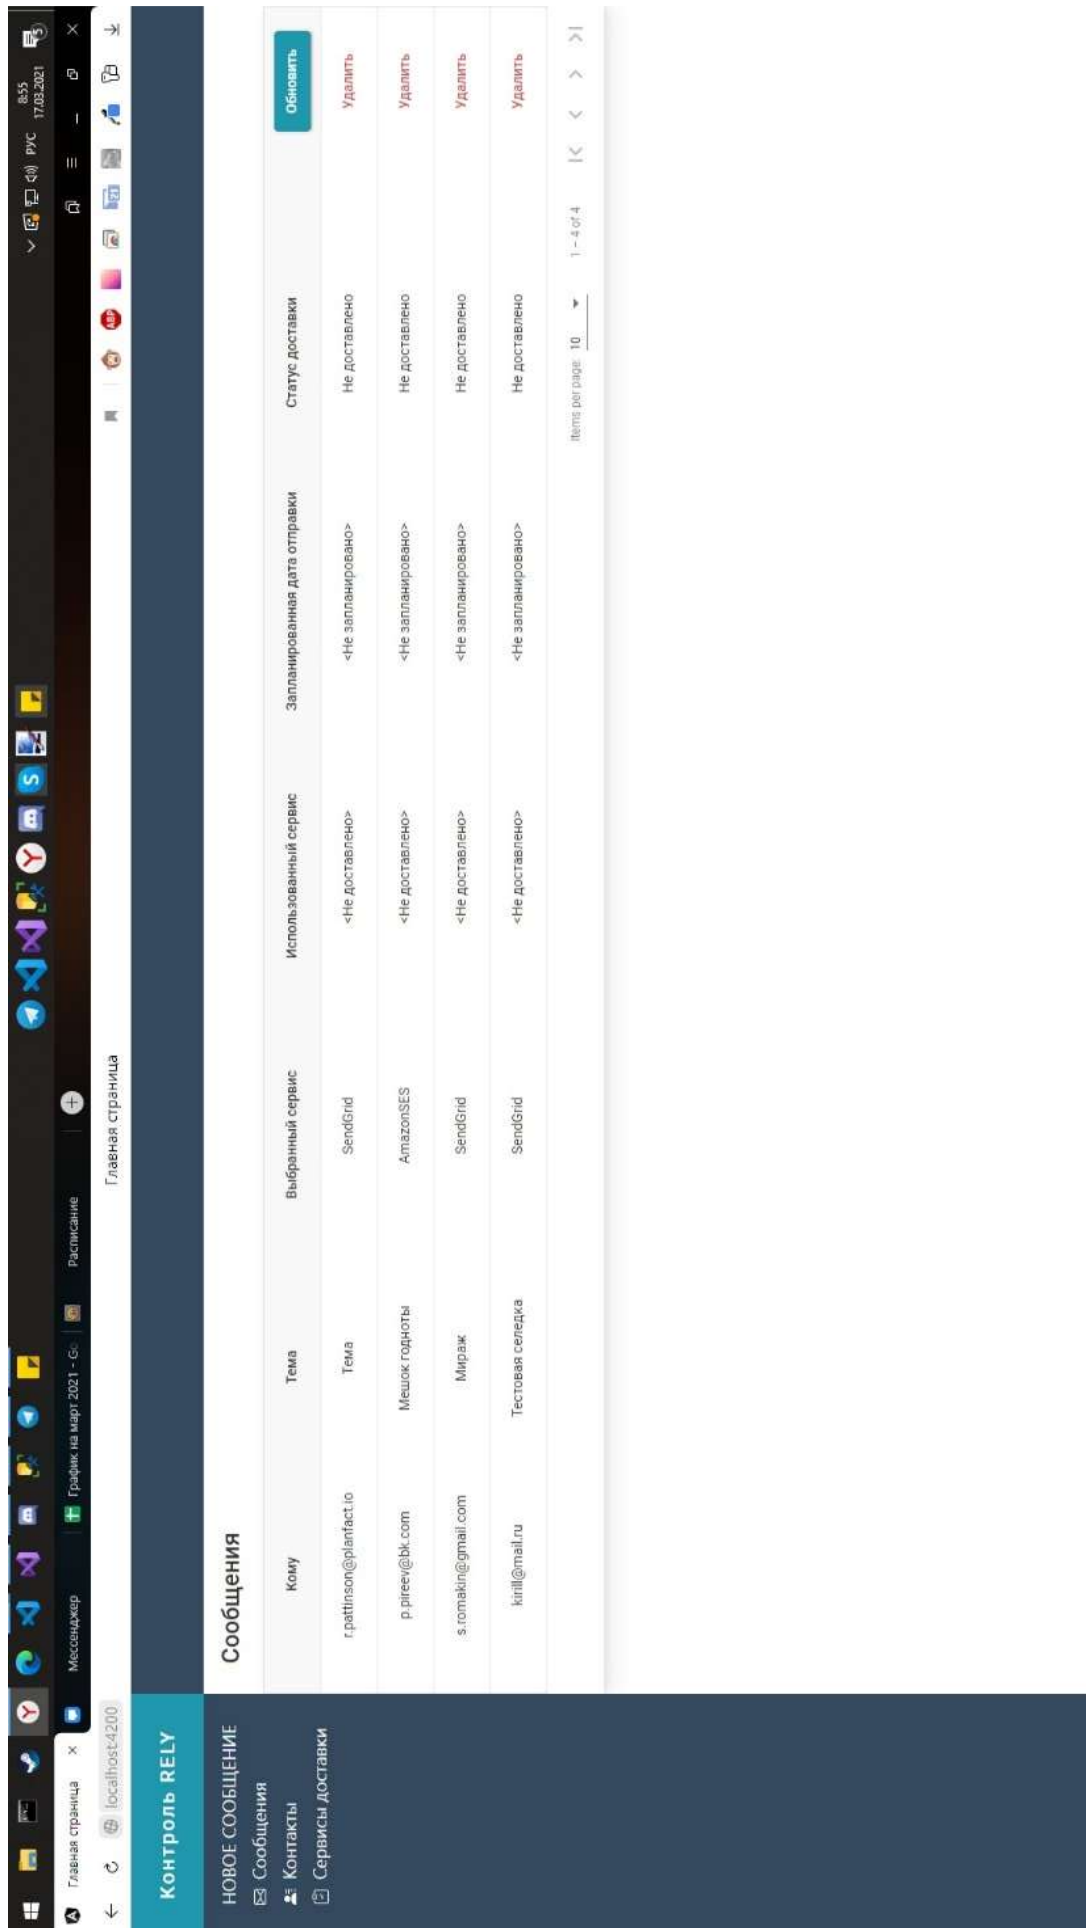 8:55
РУС
17.03.2021
5
Главная страница
Мессенджер
График на март 2021 - Go
Расписание
localhost:4200
Главная страница
ABP
Контроль RELY
НОВОЕ СООБЩЕНИЕ
Сообщения
Контакты
Сервисы доставки
Сообщения
Кому Тема Выбранный сервис Использованный сервис Запланированная дата отправки Статус доставки Обновить
r.pattinson@planfact.io Тема SendGrid <Не доставлено> <Не запланировано> Не доставлено Удалить
p.pireev@bk.com Мешок годноты AmazonSES <Не доставлено> <Не запланировано> Не доставлено Удалить
s.romakin@gmail.com Мираж SendGrid <Не доставлено> <Не запланировано> Не доставлено Удалить
kirill@mail.ru Тестовая селедка SendGrid <Не доставлено> <Не запланировано> Не доставлено Удалить
Items per page: 10 1 – 4 of 4